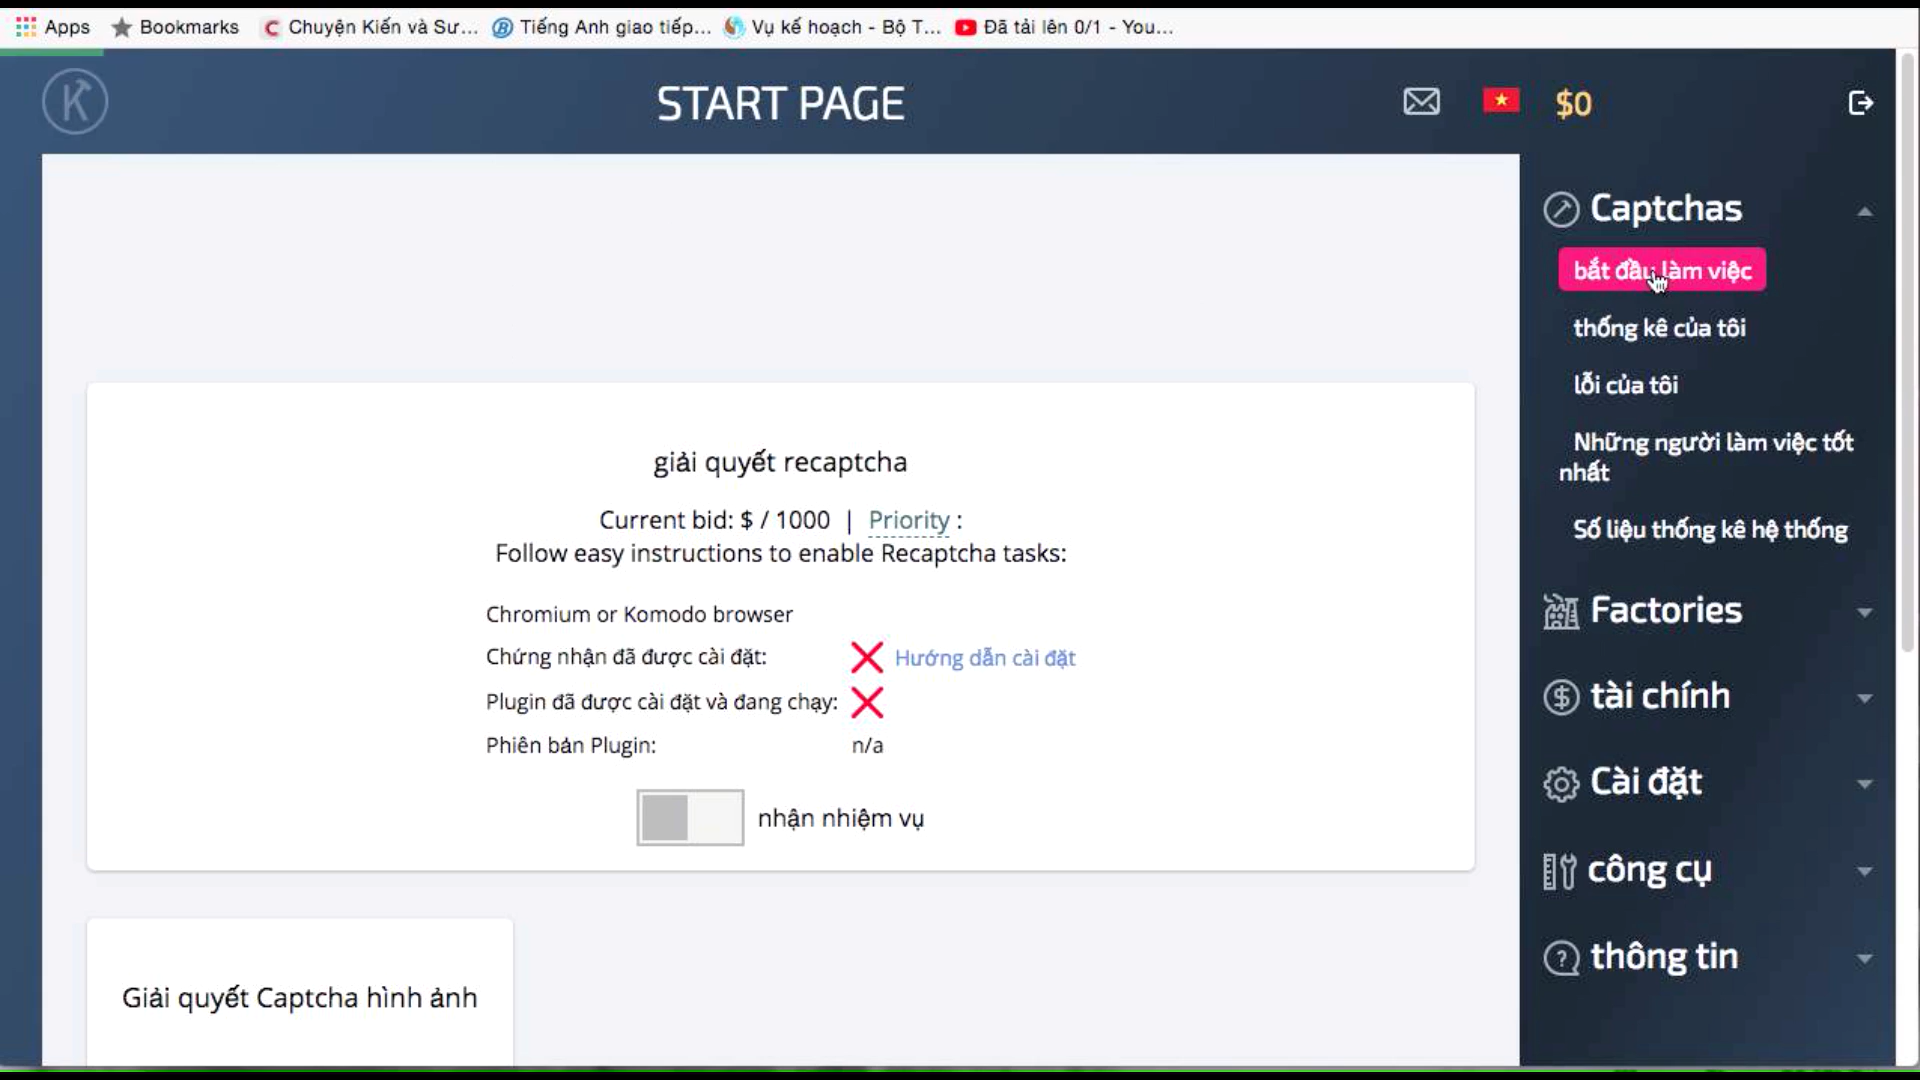 Apps Bookmarks Chuyện Kiến và Sư... Tiếng Anh giao tiếp... Vụ kế hoạch - Bộ T... Đã tải lên 0/1 - You...
K START PAGE $0
Captchas
bắt đầu làm việc
thống kê của tôi
lỗi của tôi
Những người làm việc tốt
nhất
Số liệu thống kê hệ thống
Factories
tài chính
Cài đặt
công cụ
thông tin
giải quyết recaptcha
Current bid: $ / 1000 | Priority :
Follow easy instructions to enable Recaptcha tasks:
Chromium or Komodo browser
Chứng nhận đã được cài đặt: Hướng dẫn cài đặt
Plugin đã được cài đặt và đang chạy:
Phiên bản Plugin: n/a
nhận nhiệm vụ
Giải quyết Captcha hình ảnh